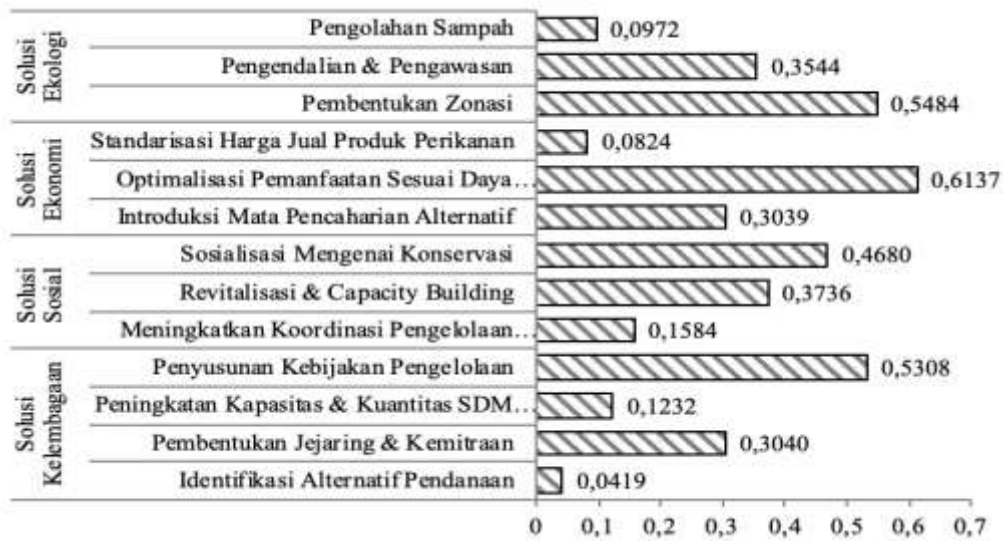 Solusi
Ekologi
Pengolahan Sampah 0,0972
Pengendalian & Pengawasan 0,3544
Pembentukan Zonasi 0,5484
Solusi
Ekonomi
Standarisasi Harga Jual Produk Perikanan 0,0824
Optimalisasi Pemanfaatan Sesuai Daya… 0,6137
Introduksi Mata Pencaharian Alternatif 0,3039
Solusi
Sosial
Sosialisasi Mengenai Konservasi 0,4680
Revitalisasi & Capacity Building 0,3736
Meningkatkan Koordinasi Pengelolaan… 0,1584
Solusi
Kelembagaan
Penyusunan Kebijakan Pengelolaan 0,5308
Peningkatan Kapasitas & Kuantitas SDM… 0,1232
Pembentukan Jejaring & Kemitraan 0,3040
Identifikasi Alternatif Pendanaan 0,0419
0 0,1 0,2 0,3 0,4 0,5 0,6 0,7